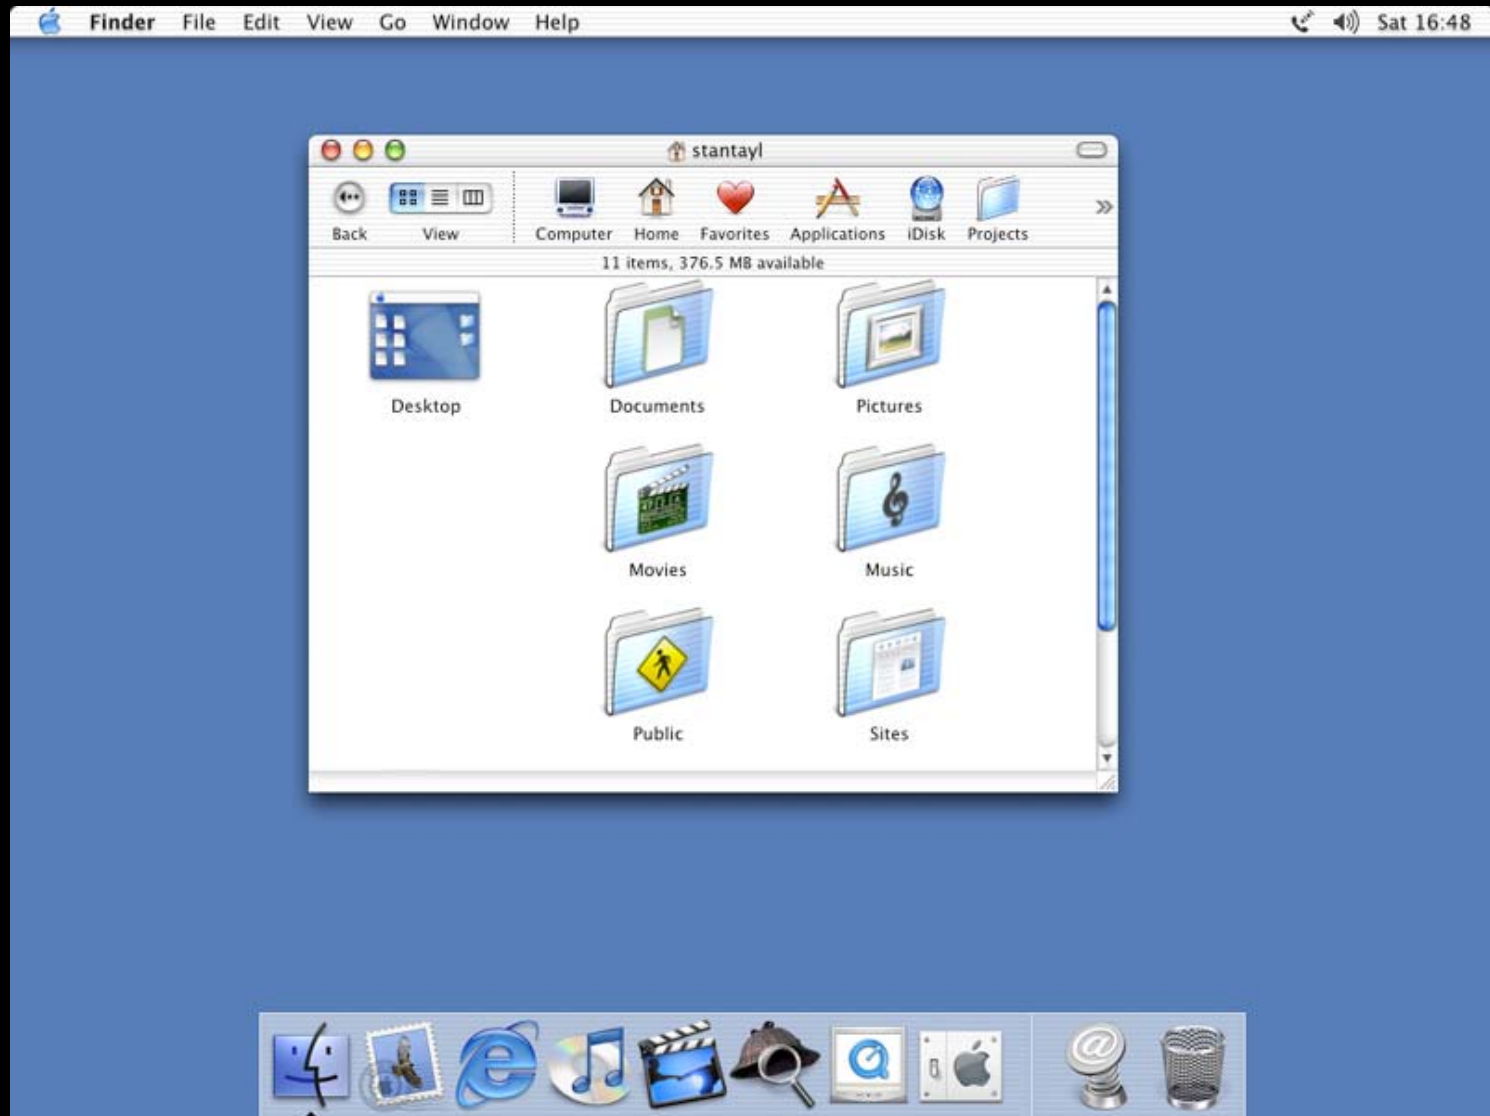 Finder File Edit View Go Window Help Sat 16:48
stantayl
Back View Computer Home Favorites Applications iDisk Projects
11 items, 376.5 MB available
Desktop Documents Pictures
Movies Music
Public Sites